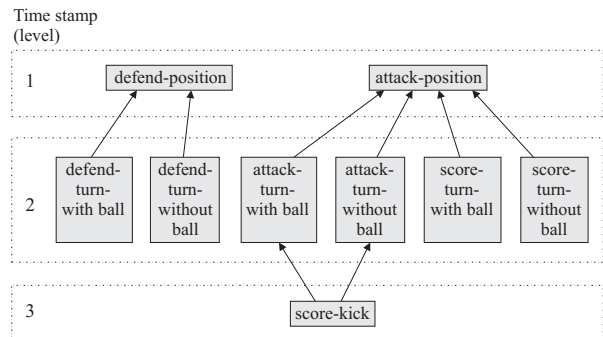 Time stamp
(level)
1
defend-position
attack-position
2
defend-
turn-
with ball
defend-
turn-
without
ball
attack-
turn-
with ball
attack-
turn-
without
ball
score-
turn-
with ball
score-
turn-
without
ball
3
score-kick